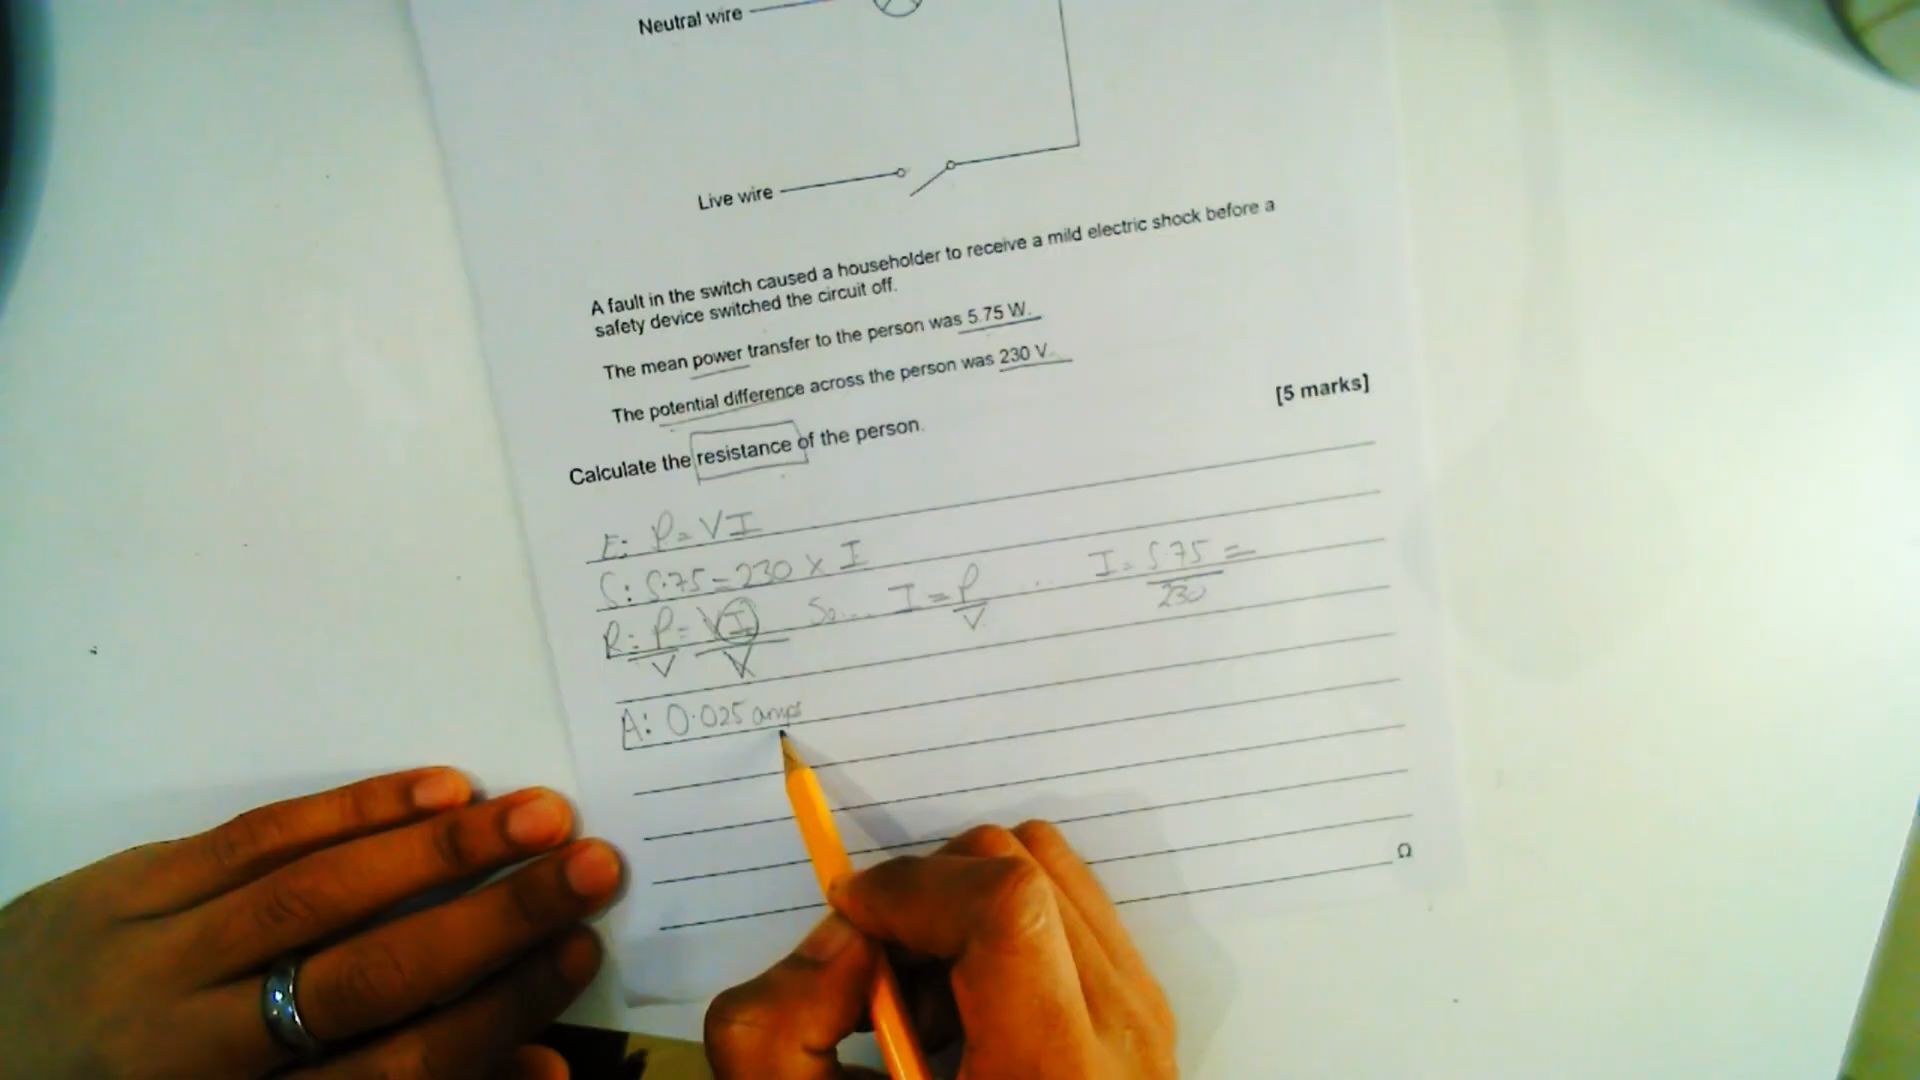 Neutral wire
Live wire
A fault in the switch caused a householder to receive a mild electric shock before a
safety device switched the circuit off.
The mean power transfer to the person was 5.75 W.
The potential difference across the person was 230 V.
[5 marks]
Calculate the resistance of the person.
E: P = VI
S: 5.75 = 230 × I
R: P/V = VI/V So... I = P/V ... I = 5.75/230 =
A: 0.025 amps
Ω